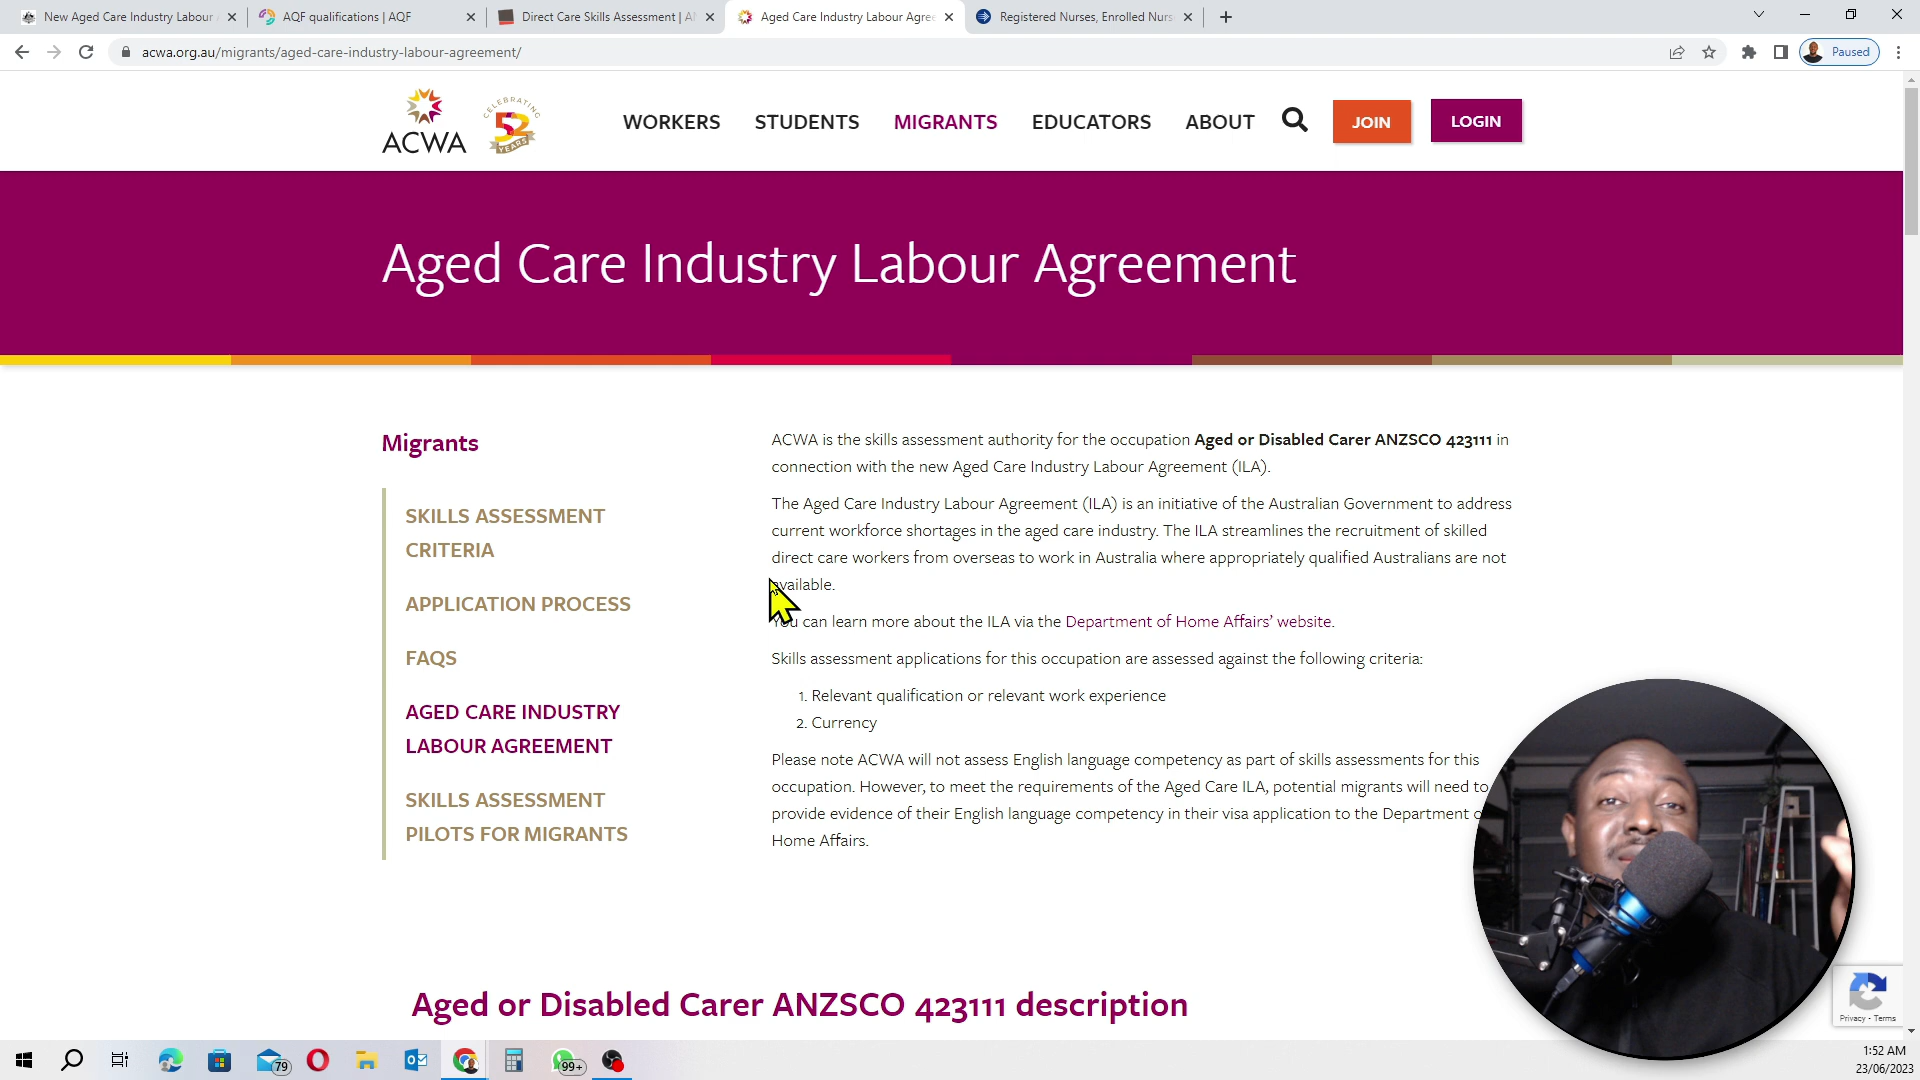 New Aged Care Industry Labour
AQF qualifications | AQF
Direct Care Skills Assessment |
Aged Care Industry Labour Agree
Registered Nurses, Enrolled Nurs
acwa.org.au/migrants/aged-care-industry-labour-agreement/
Paused
ACWA
CELEBRATING
52
YEARS
WORKERS
STUDENTS
MIGRANTS
EDUCATORS
ABOUT
JOIN
LOGIN
Aged Care Industry Labour Agreement
Migrants
SKILLS ASSESSMENT
CRITERIA
APPLICATION PROCESS
FAQS
AGED CARE INDUSTRY
LABOUR AGREEMENT
SKILLS ASSESSMENT
PILOTS FOR MIGRANTS
ACWA is the skills assessment authority for the occupation Aged or Disabled Carer ANZSCO 423111 in
connection with the new Aged Care Industry Labour Agreement (ILA).
The Aged Care Industry Labour Agreement (ILA) is an initiative of the Australian Government to address
current workforce shortages in the aged care industry. The ILA streamlines the recruitment of skilled
direct care workers from overseas to work in Australia where appropriately qualified Australians are not
available.
You can learn more about the ILA via the Department of Home Affairs' website.
Skills assessment applications for this occupation are assessed against the following criteria:
1. Relevant qualification or relevant work experience
2. Currency
Please note ACWA will not assess English language competency as part of skills assessments for this
occupation. However, to meet the requirements of the Aged Care ILA, potential migrants will need to
provide evidence of their English language competency in their visa application to the Department
Home Affairs.
Aged or Disabled Carer ANZSCO 423111 description
Privacy - Terms
79
99+
1:52 AM
23/06/2023